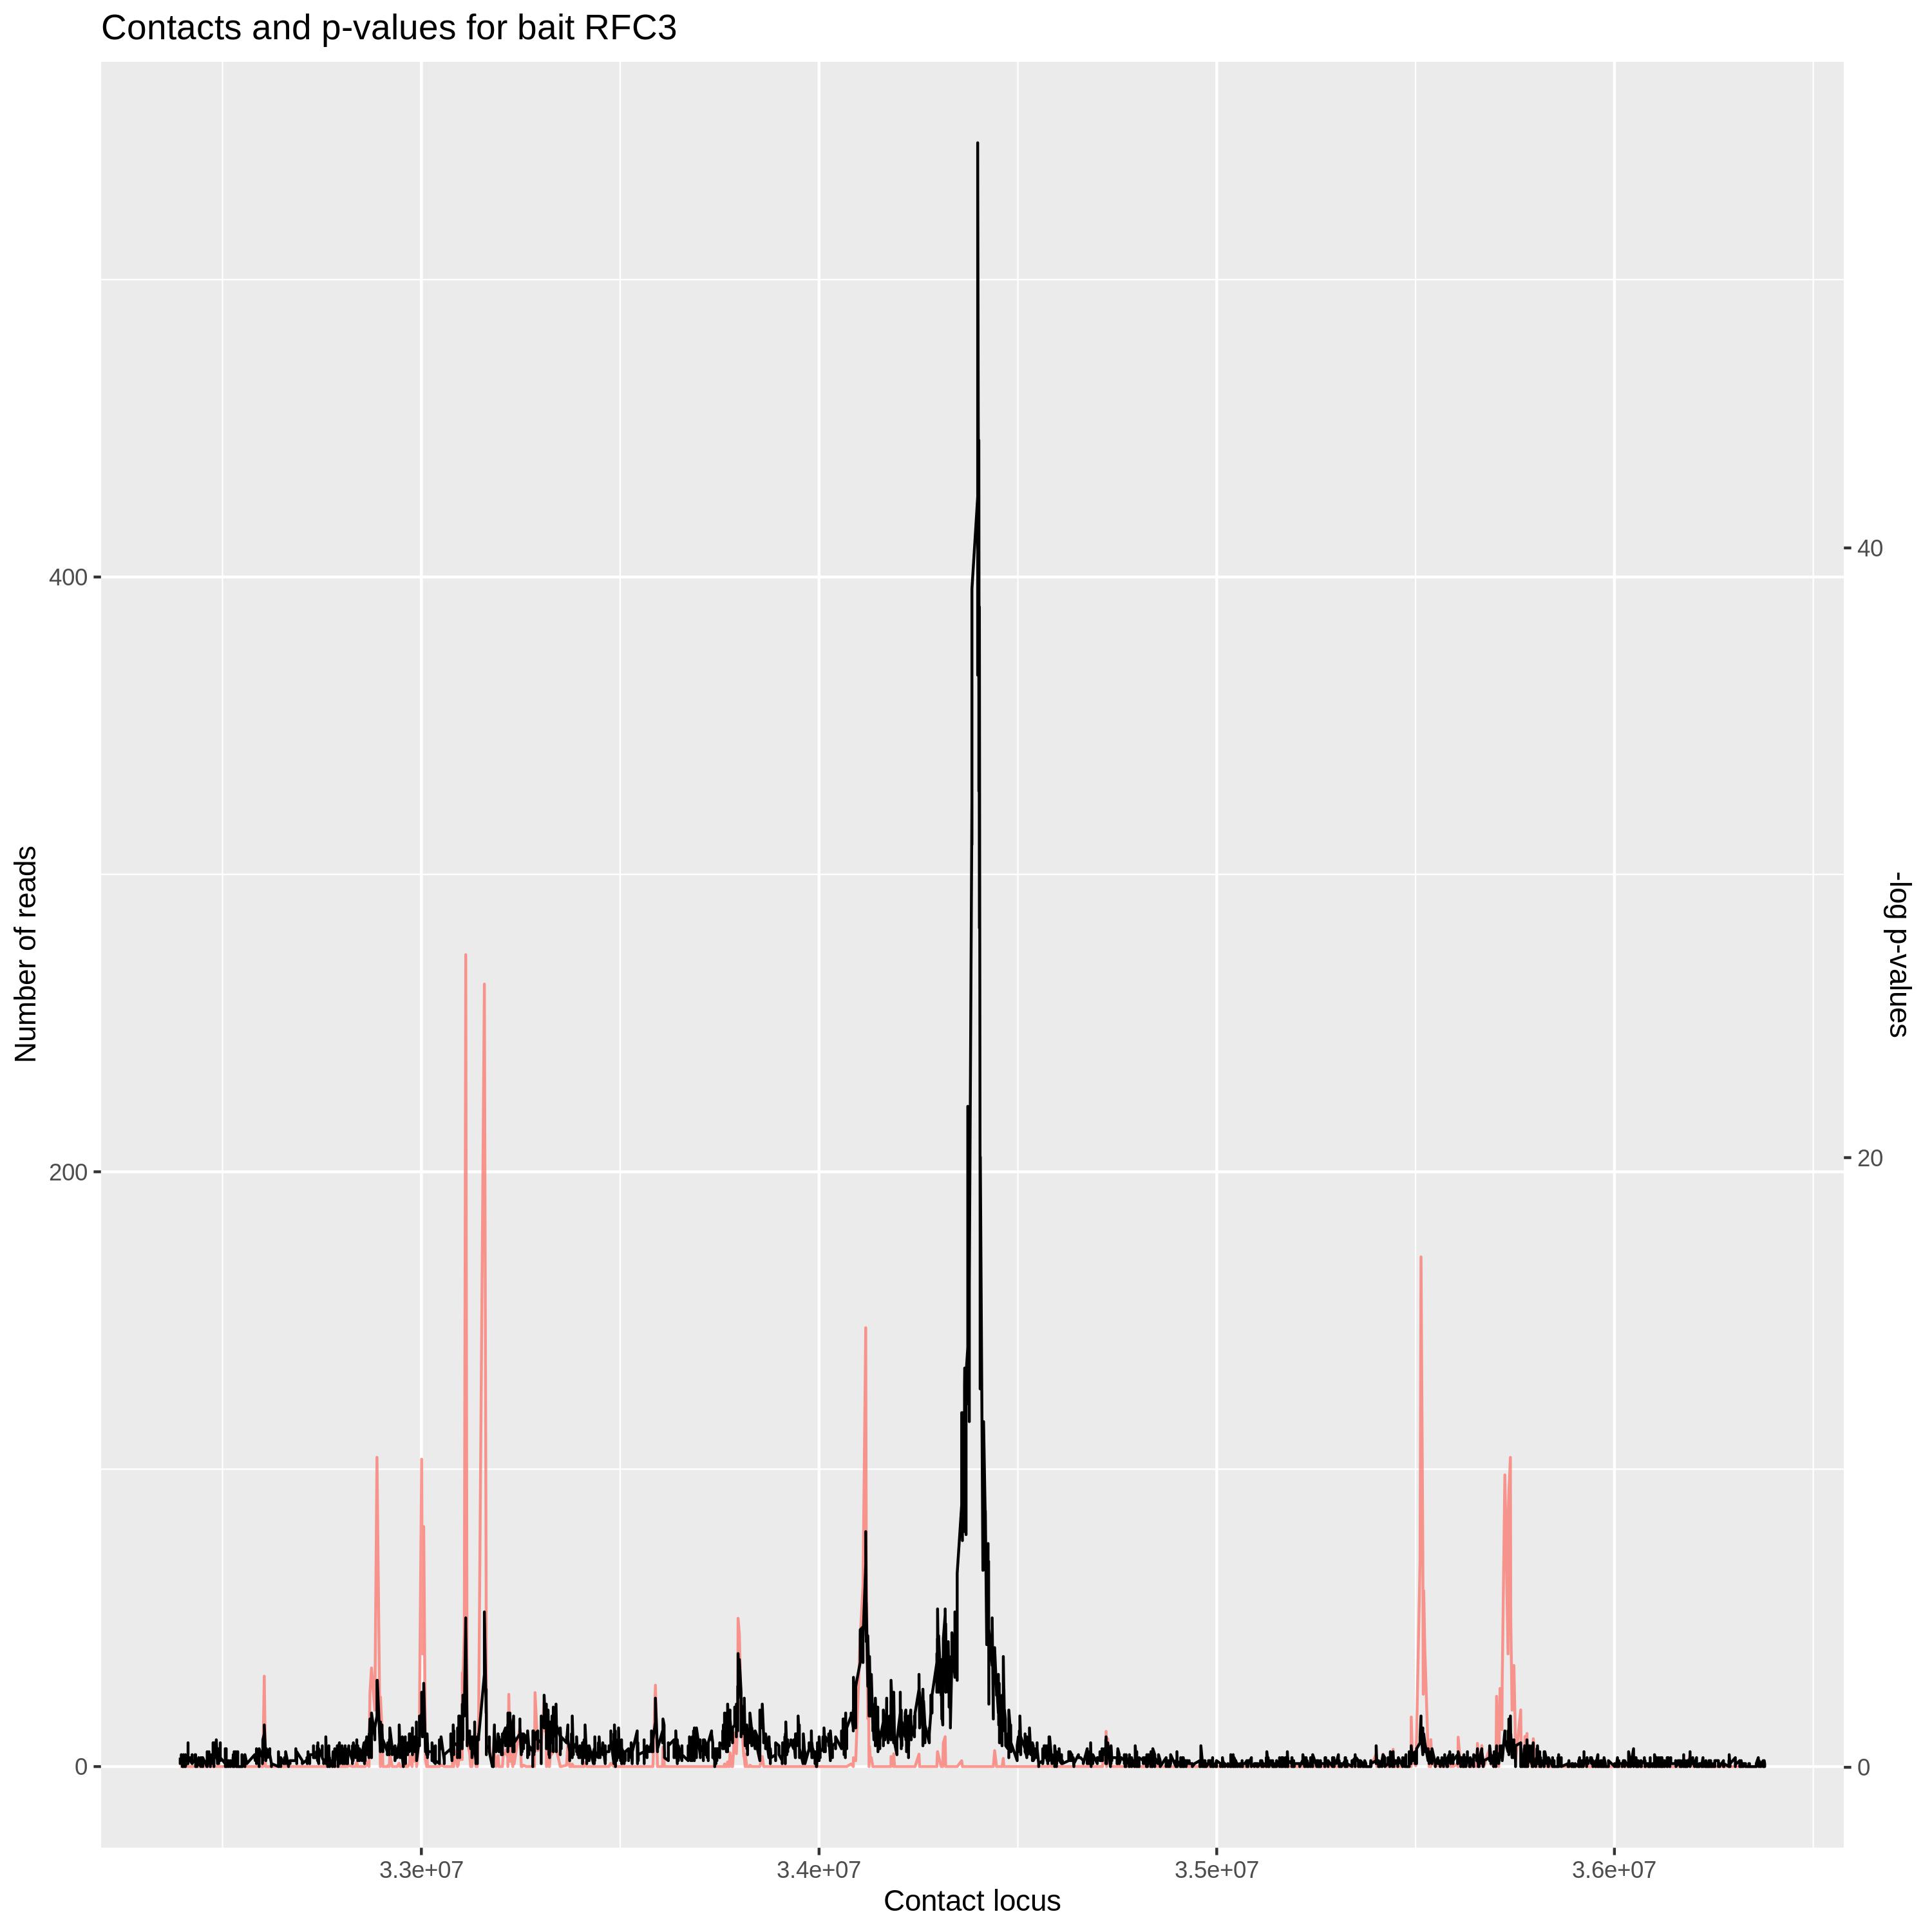 Contacts and p-values for bait RFC3
Number of reads
400
200
0
40
20
0
-log p-values
3.3e+07
3.4e+07
3.5e+07
3.6e+07
Contact locus